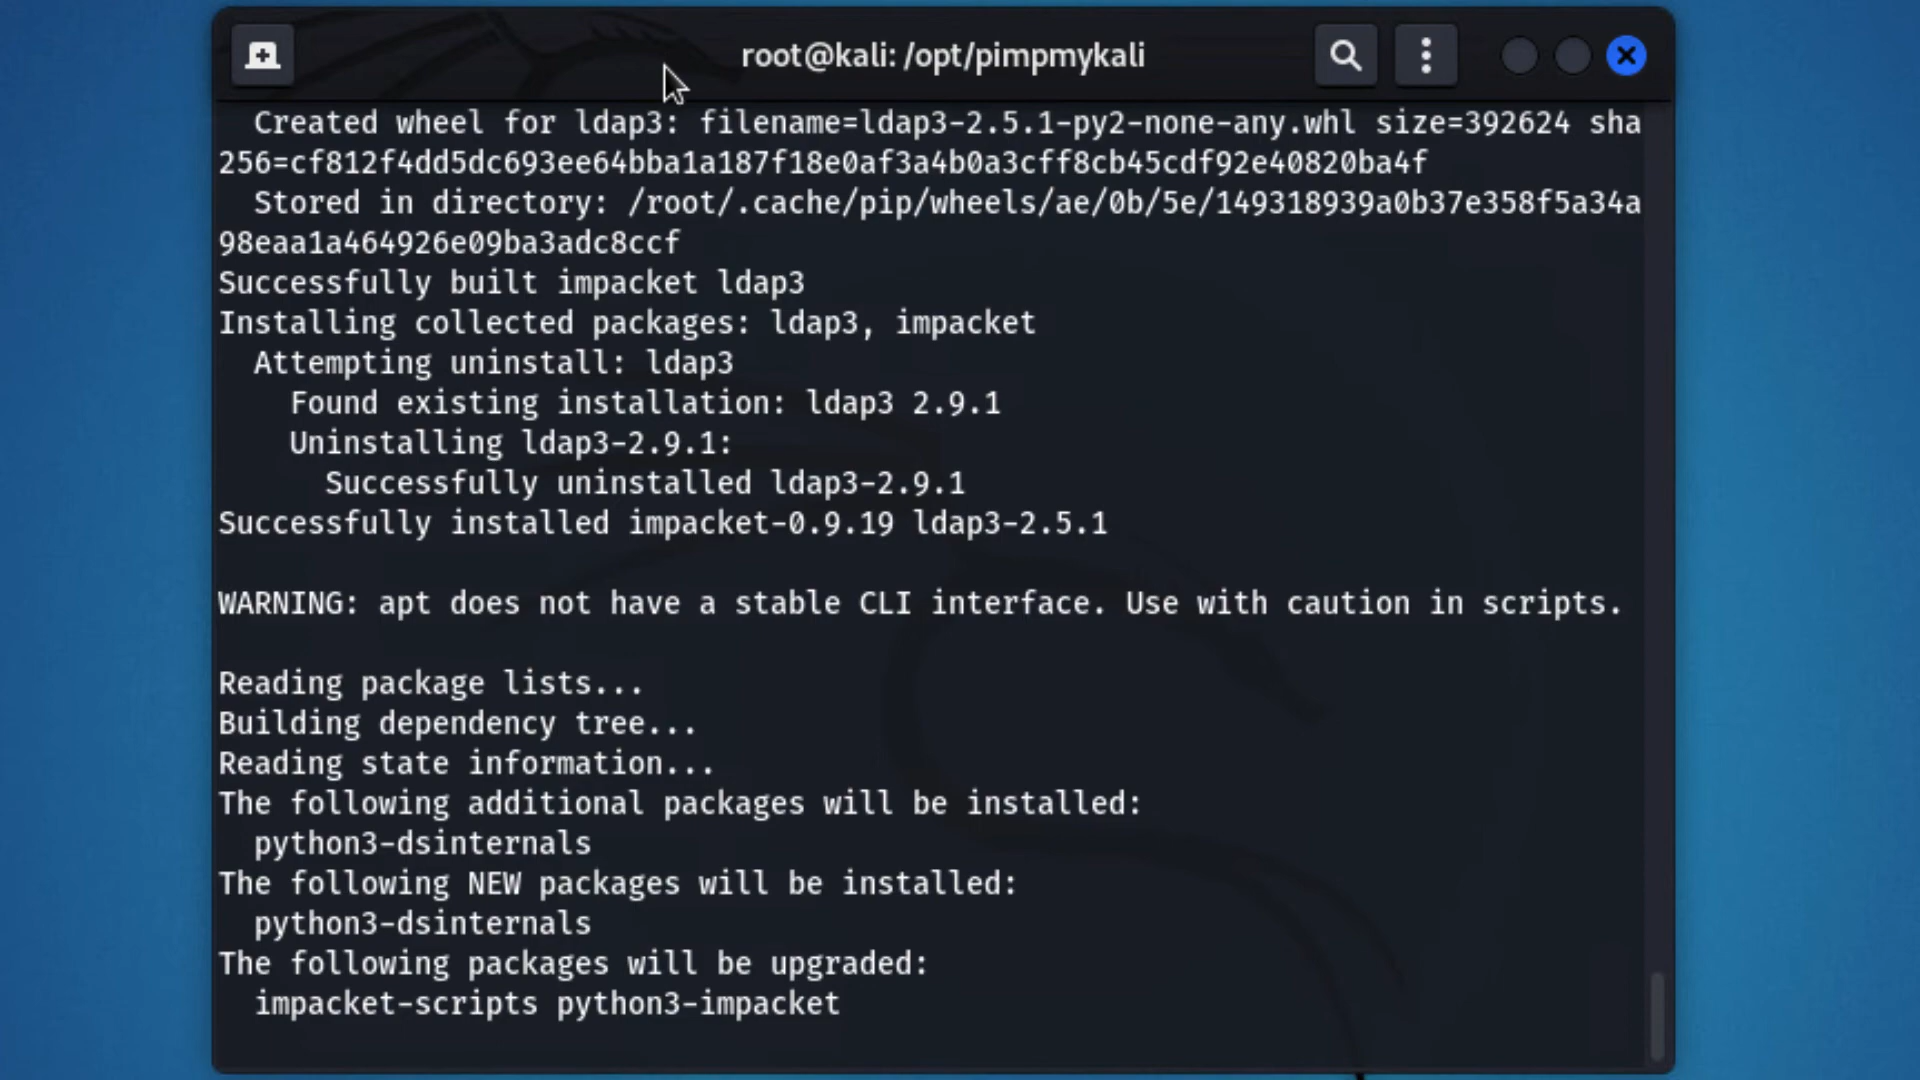 root@kali: /opt/pimpmykali
Created wheel for ldap3: filename=ldap3-2.5.1-py2-none-any.whl size=392624 sha
256=cf812f4dd5dc693ee64bba1a187f18e0af3a4b0a3cff8cb45cdf92e40820ba4f
Stored in directory: /root/.cache/pip/wheels/ae/0b/5e/149318939a0b37e358f5a34a
98eaa1a464926e09ba3adc8ccf
Successfully built impacket ldap3
Installing collected packages: ldap3, impacket
Attempting uninstall: ldap3
Found existing installation: ldap3 2.9.1
Uninstalling ldap3-2.9.1:
Successfully uninstalled ldap3-2.9.1
Successfully installed impacket-0.9.19 ldap3-2.5.1
WARNING: apt does not have a stable CLI interface. Use with caution in scripts.
Reading package lists...
Building dependency tree...
Reading state information...
The following additional packages will be installed:
python3-dsinternals
The following NEW packages will be installed:
python3-dsinternals
The following packages will be upgraded:
impacket-scripts python3-impacket